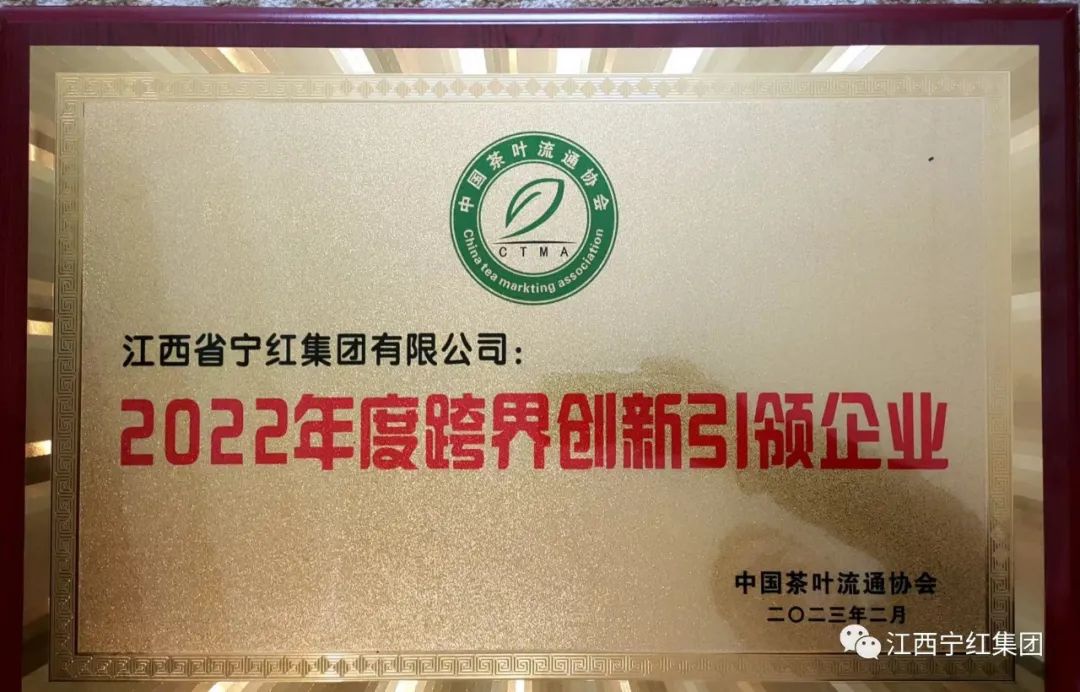 中国茶叶流通协会
CTMA
China tea markting association
江西省宁红集团有限公司：
2022年度跨界创新引领企业
中国茶叶流通协会
二〇二三年二月
江西宁红集团